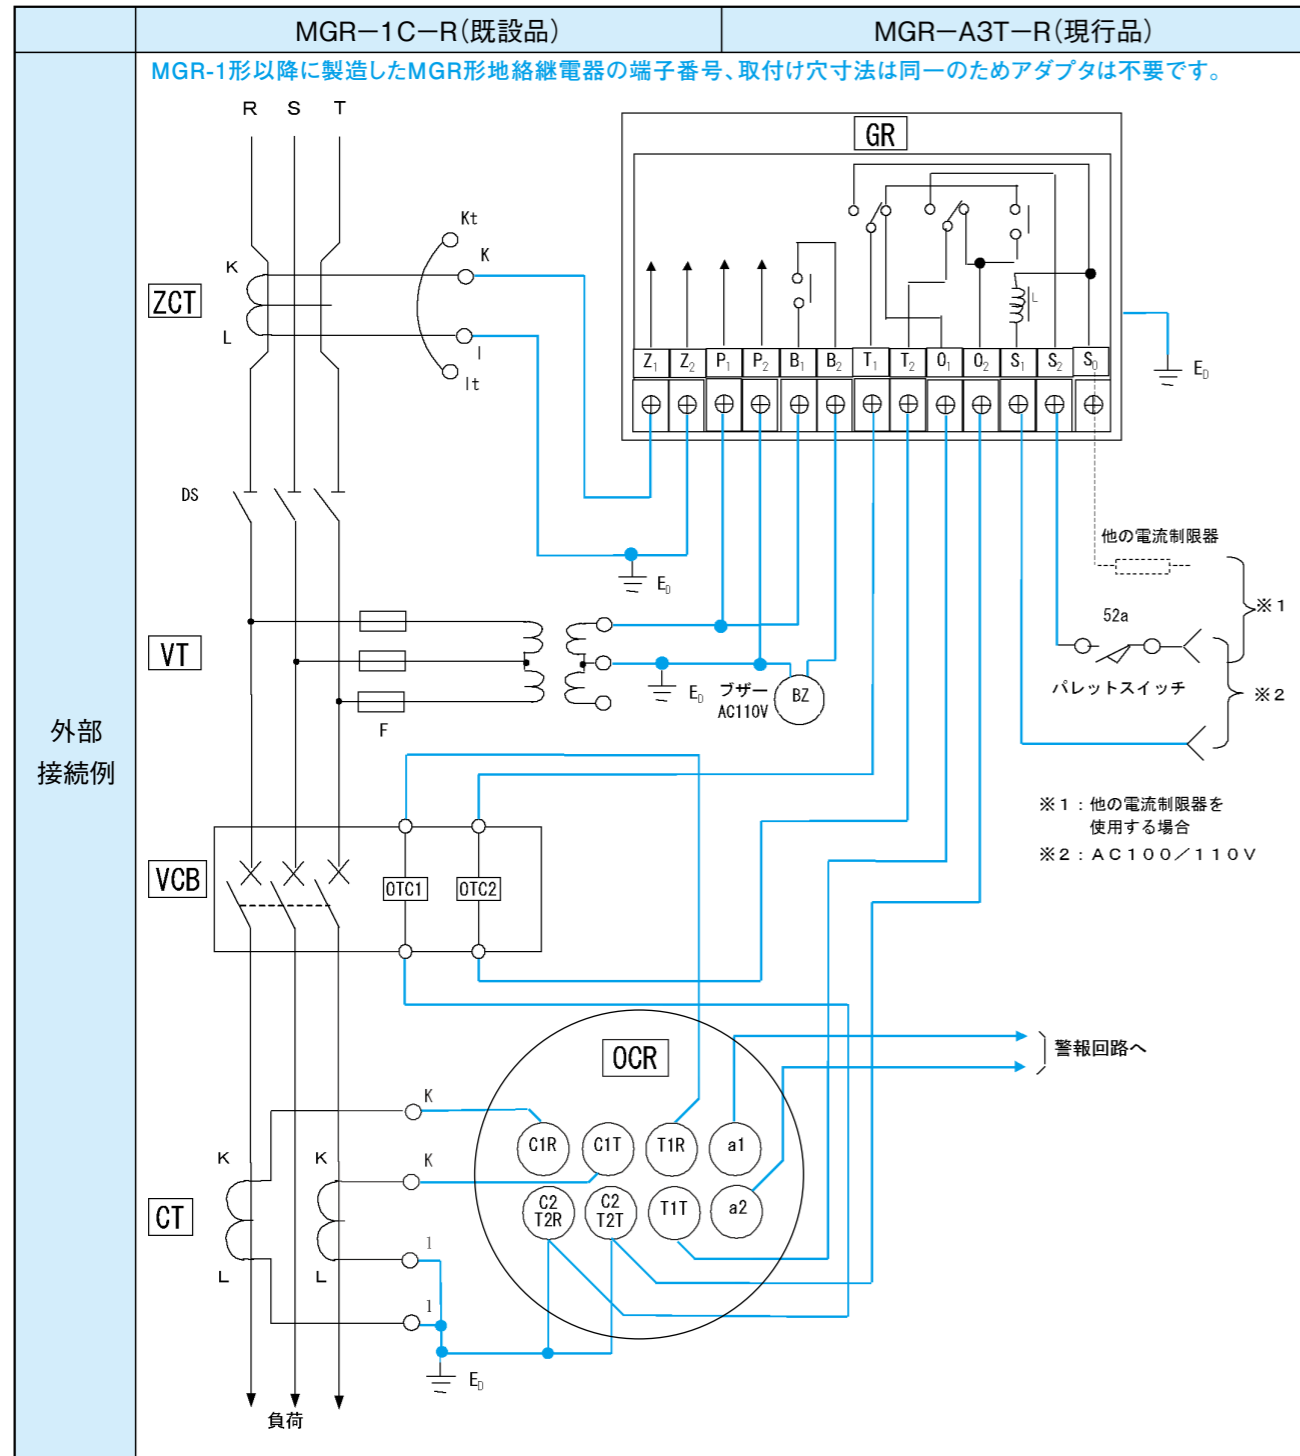 MGR－1C－R(既設品)
MGR－A3T－R(現行品)
MGR-1形以降に製造したMGR形地絡継電器の端子番号、取付け穴寸法は同一のためアダプタは不要です。
外部
接続例
R S T
GR
Kt
K
K
ZCT
L
l
lt
L
Z1 Z2 P1 P2 B1 B2 T1 T2 O1 O2 S1 S2 S0
ED
DS
他の電流制限器
ED
※1
52a
VT
ED
ブザー
AC110V
BZ
パレットスイッチ
※2
F
※1：他の電流制限器を
使用する場合
※2：AC100／110V
VCB
OTC1
OTC2
OCR
警報回路へ
K
C1R C1T T1R a1
K K K
CT
C2
T2R
C2
T2T
T1T a2
l
L L
l
ED
負荷